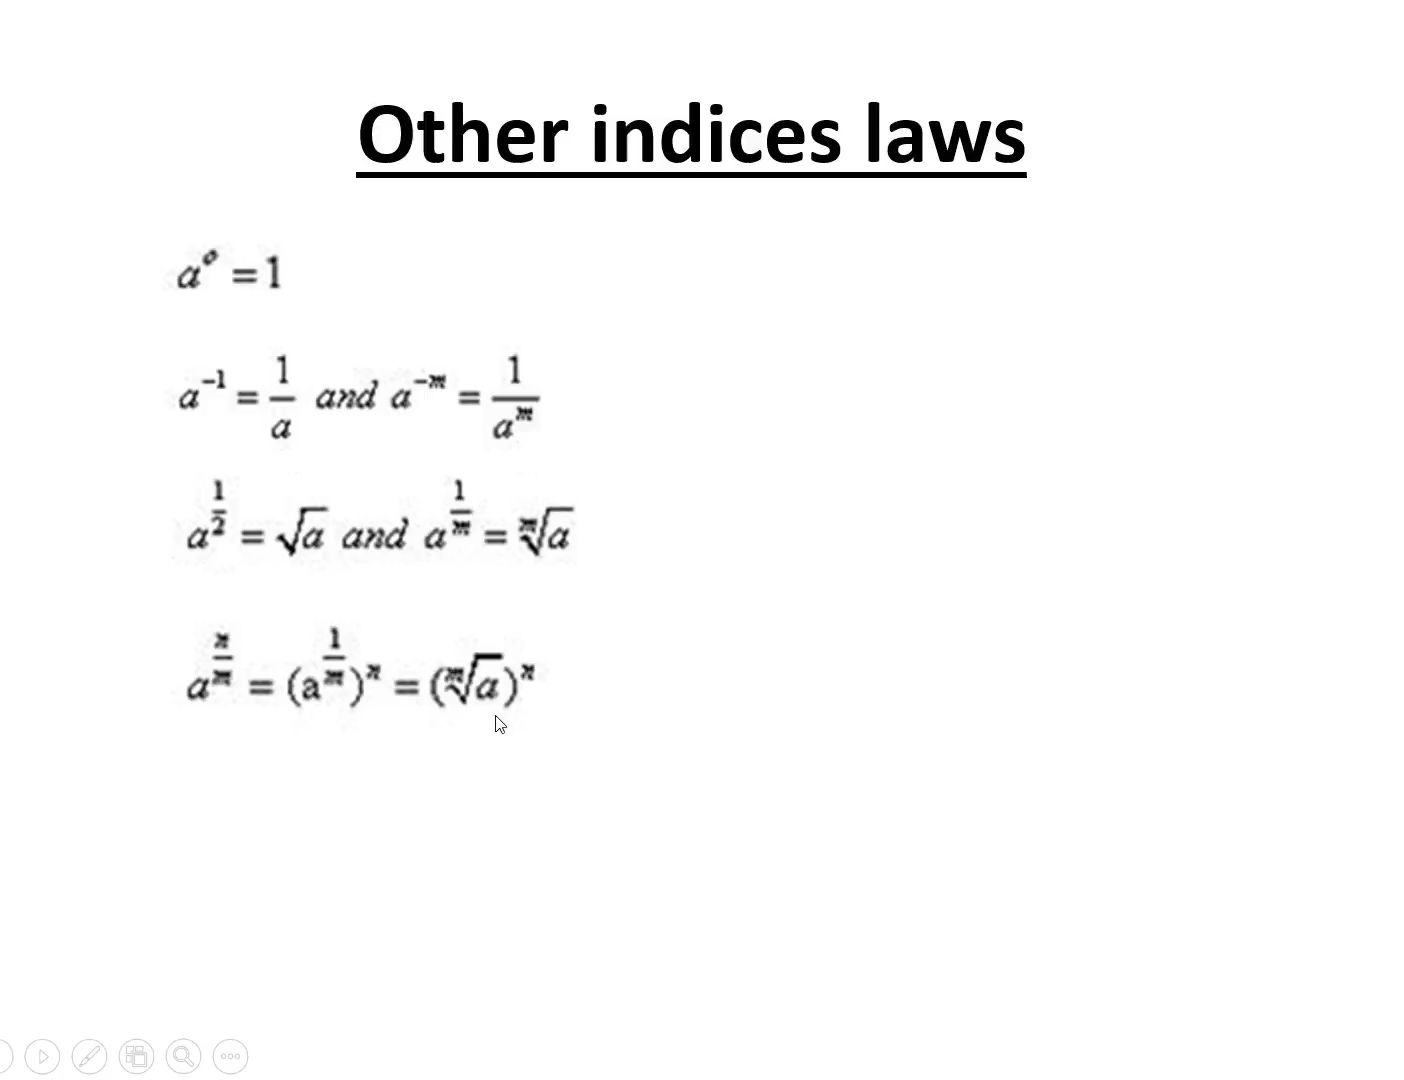 Other indices laws
a⁰ = 1
a⁻¹ = 1/a and a⁻ᵐ = 1/aᵐ
a^(1/2) = √a and a^(1/m) = ᵐ√a
a^(n/m) = (a^(1/m))ⁿ = (ᵐ√a)ⁿ